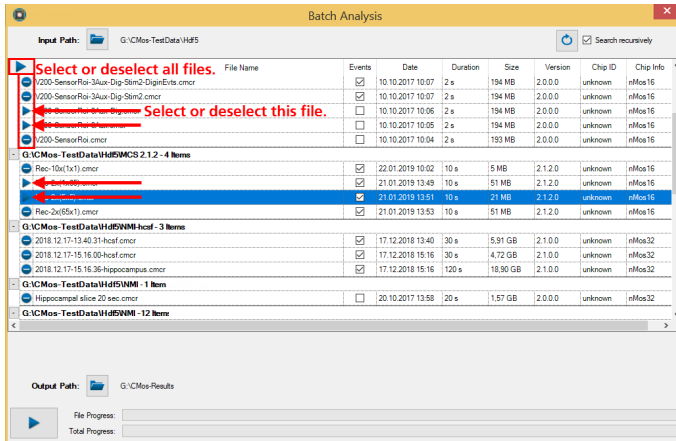 Batch Analysis
Input Path: G:\CMos-TestData\Hdf5 Search recursively
Select or deselect all files. File Name Events Date Duration Size Version Chip ID Chip Info
V200-SensorRoi-3Aux-Dig-Stim2-DiginEvts.cmcr 10.10.2017 10:07 2 s 194 MB 2.0.0.0 unknown nMos16
V200-SensorRoi-3Aux-Dig-Stim2.cmcr 10.10.2017 10:07 2 s 194 MB 2.0.0.0 unknown nMos16
Select or deselect this file. 10.10.2017 10:06 2 s 194 MB 2.0.0.0 unknown nMos16
10.10.2017 10:05 2 s 194 MB 2.0.0.0 unknown nMos16
V200-SensorRoi.cmcr 10.10.2017 10:04 2 s 193 MB 2.0.0.0 unknown nMos16
G:\CMos-TestData\Hdf5\MCS 2.1.2 - 4 Items
Rec-10x(1x1).cmcr 22.01.2019 10:02 10 s 5 MB 2.1.2.0 unknown nMos16
21.01.2019 13:49 10 s 51 MB 2.1.2.0 unknown nMos16
21.01.2019 13:51 10 s 21 MB 2.1.2.0 unknown nMos16
Rec-2x(65x1).cmcr 21.01.2019 13:53 10 s 51 MB 2.1.2.0 unknown nMos16
G:\CMos-TestData\Hdf5\NMI-hcsf - 3 Items
2018.12.17-13.40.31-hcsf.cmcr 17.12.2018 13:40 30 s 5,91 GB 2.1.0.0 unknown nMos32
2018.12.17-15.16.00-hcsf.cmcr 17.12.2018 15:16 30 s 4,72 GB 2.1.0.0 unknown nMos32
2018.12.17-15.16.36-hippocampus.cmcr 17.12.2018 15:16 120 s 18,90 GB 2.1.0.0 unknown nMos32
G:\CMos-TestData\Hdf5\NMI - 1 Item
Hippocampal slice 20 sec.cmcr 20.10.2017 13:58 20 s 1,57 GB 2.0.0.0 unknown nMos32
G:\CMos-TestData\Hdf5\NMI - 12 Items
Output Path: G:\CMos-Results
File Progress:
Total Progress: